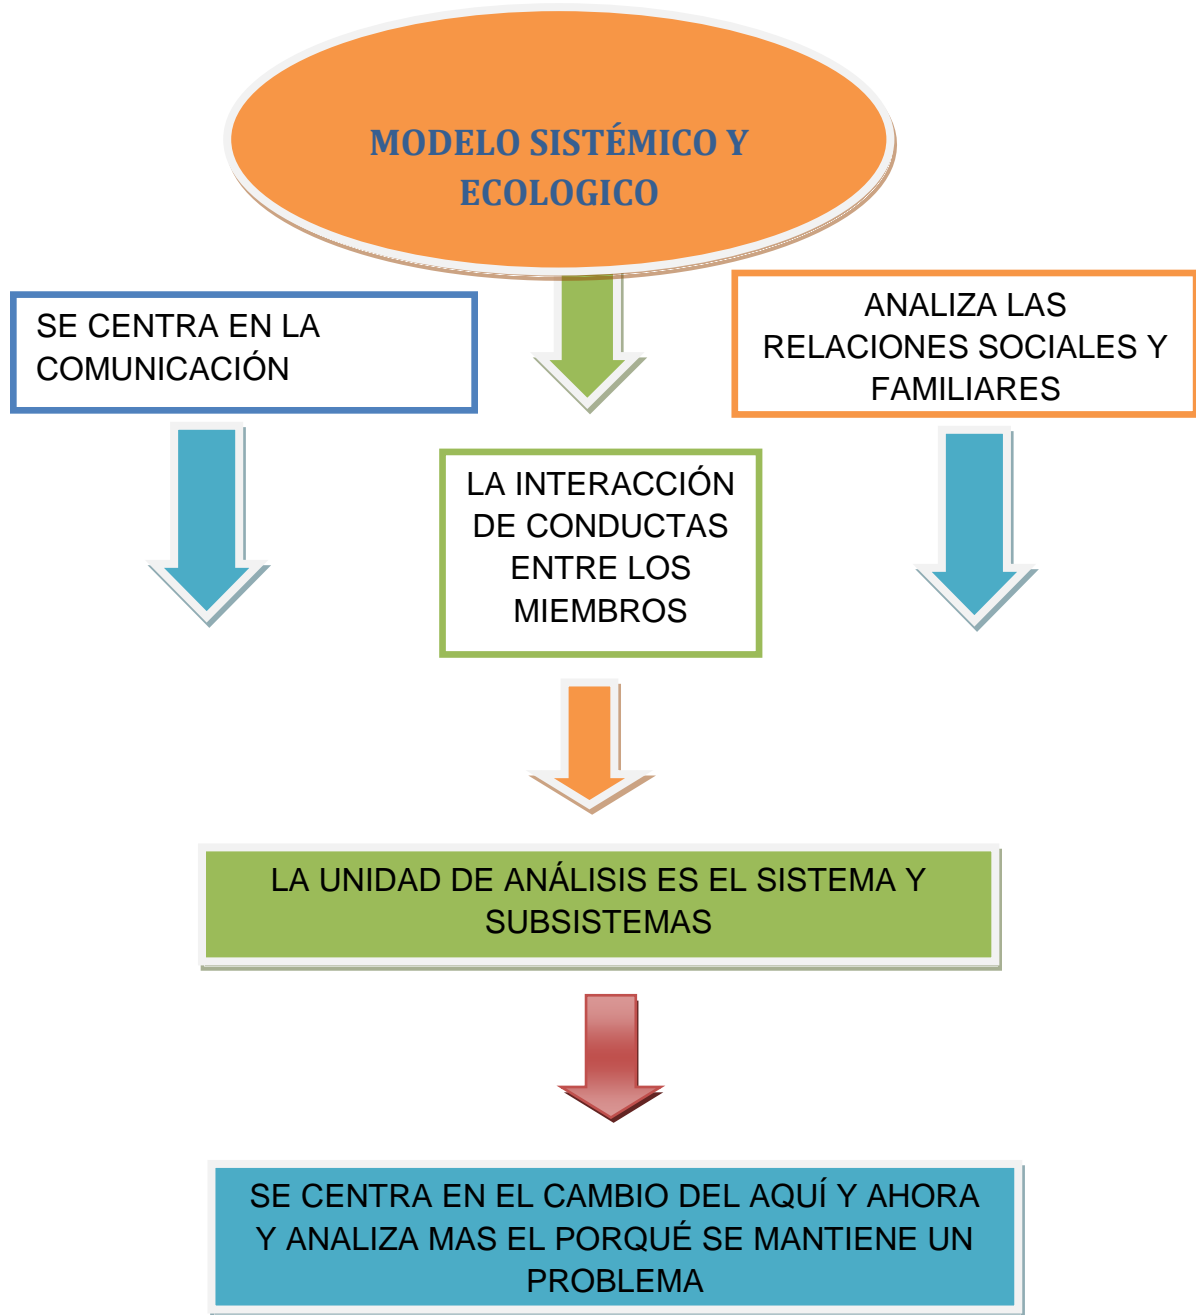 MODELO SISTÉMICO Y
ECOLOGICO
SE CENTRA EN LA
COMUNICACIÓN
ANALIZA LAS
RELACIONES SOCIALES Y
FAMILIARES
LA INTERACCIÓN
DE CONDUCTAS
ENTRE LOS
MIEMBROS
LA UNIDAD DE ANÁLISIS ES EL SISTEMA Y
SUBSISTEMAS
SE CENTRA EN EL CAMBIO DEL AQUÍ Y AHORA
Y ANALIZA MAS EL PORQUÉ SE MANTIENE UN
PROBLEMA